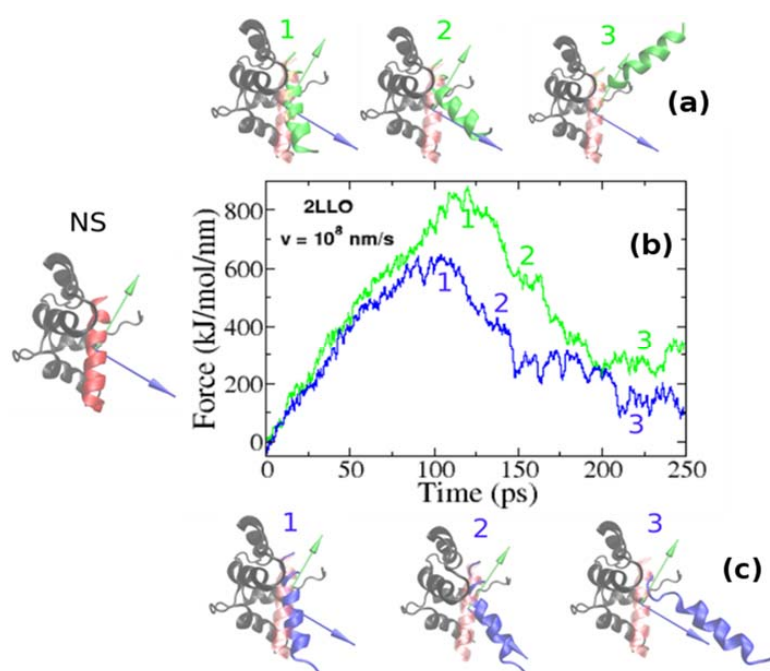 1 2 3
(a)
NS
2LLO
v = 10⁸ nm/s
(b)
Force (kJ/mol/nm)
800
600
400
200
0
1
2
3
1
2
3
0 50 100 150 200 250
Time (ps)
1 2 3
(c)